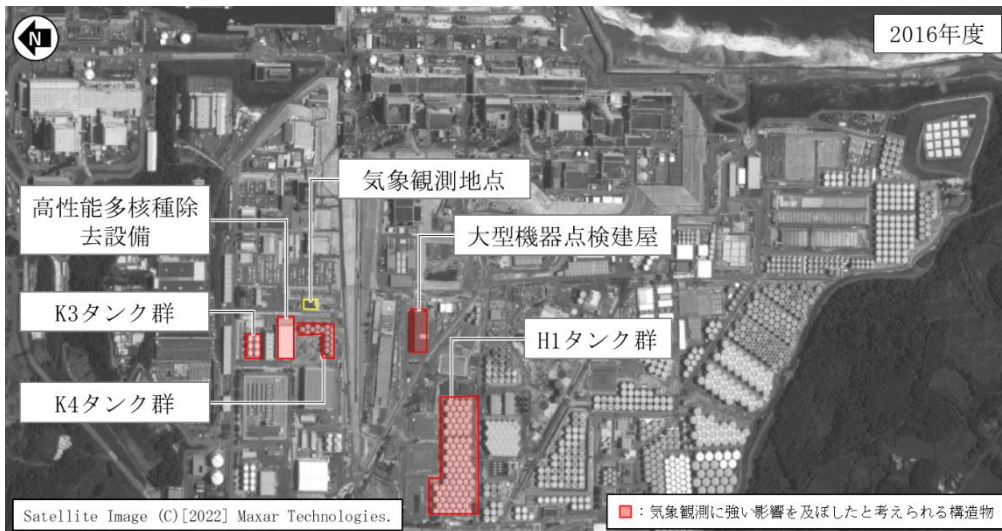 N
2016年度
気象観測地点
高性能多核種除
去設備
大型機器点検建屋
K3タンク群
H1タンク群
K4タンク群
Satellite Image (C)[2022] Maxar Technologies.
：気象観測に強い影響を及ぼしたと考えられる構造物